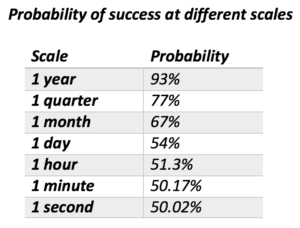 Probability of success at different scales
Scale Probability
1 year 93%
1 quarter 77%
1 month 67%
1 day 54%
1 hour 51.3%
1 minute 50.17%
1 second 50.02%